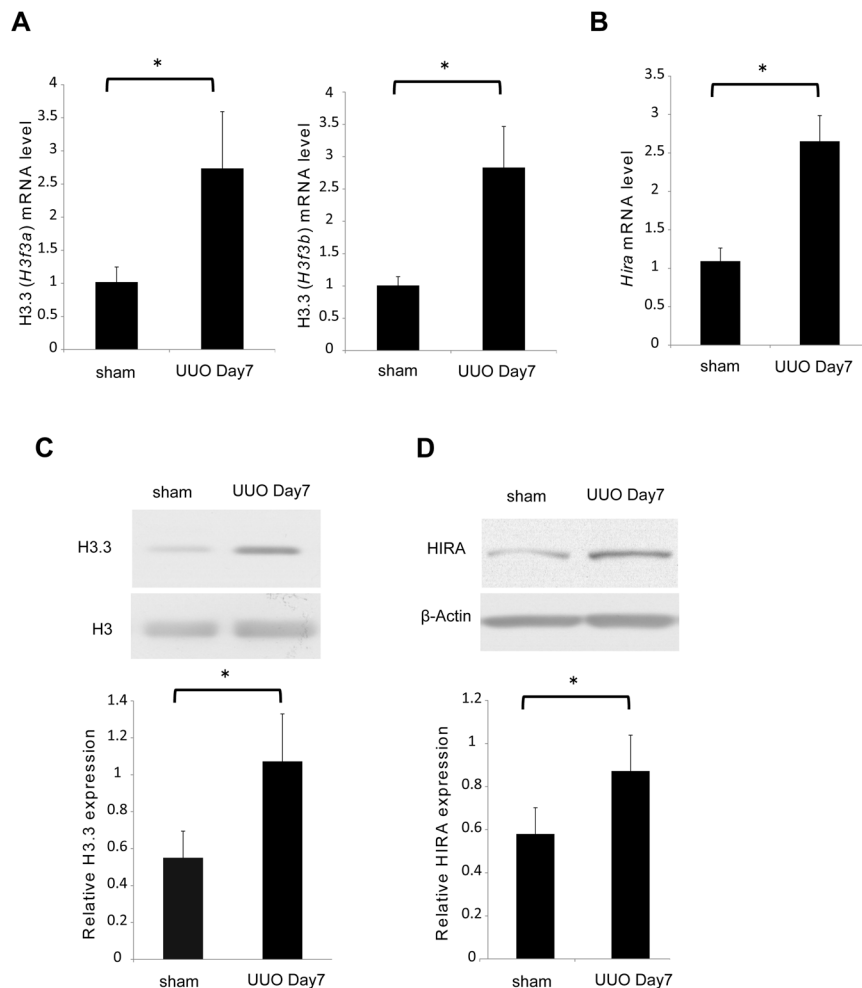 A
B
*
*
*
H3.3 (H3f3a) mRNA level
4
3.5
3
2.5
2
1.5
1
0.5
0
sham
UUO Day7
H3.3 (H3f3b) mRNA level
4
3.5
3
2.5
2
1.5
1
0.5
0
sham
UUO Day7
Hira mRNA level
3.5
3
2.5
2
1.5
1
0.5
0
sham
UUO Day7
C
sham
UUO Day7
H3.3
H3
*
Relative H3.3 expression
1.4
1.2
1
0.8
0.6
0.4
0.2
0
sham
UUO Day7
D
sham
UUO Day7
HIRA
β-Actin
*
Relative HIRA expression
1.2
1
0.8
0.6
0.4
0.2
0
sham
UUO Day7